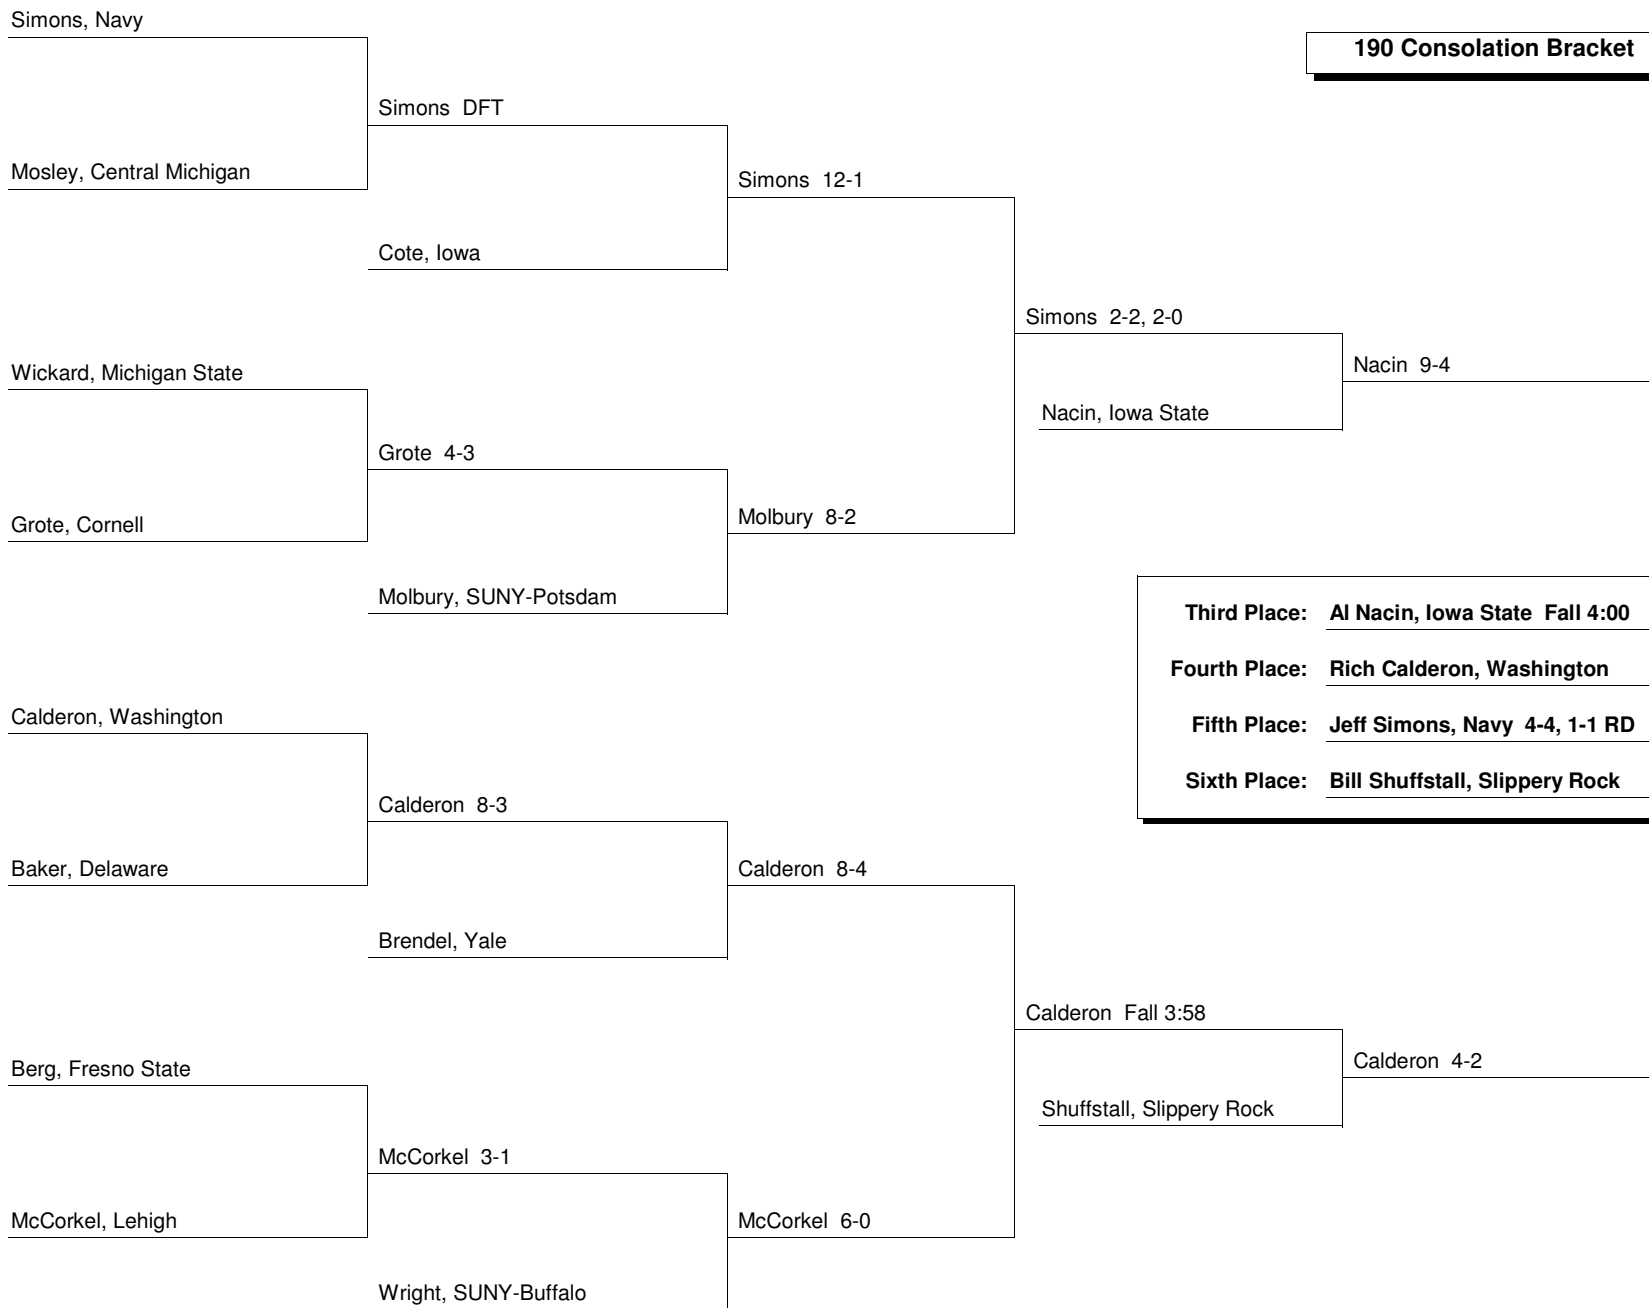 Simons, Navy
190 Consolation Bracket
Simons DFT
Mosley, Central Michigan
Simons 12-1
Cote, Iowa
Simons 2-2, 2-0
Wickard, Michigan State
Nacin 9-4
Nacin, Iowa State
Grote 4-3
Grote, Cornell
Molbury 8-2
Molbury, SUNY-Potsdam
Third Place: Al Nacin, Iowa State Fall 4:00
Fourth Place: Rich Calderon, Washington
Fifth Place: Jeff Simons, Navy 4-4, 1-1 RD
Sixth Place: Bill Shuffstall, Slippery Rock
Calderon, Washington
Calderon 8-3
Baker, Delaware
Calderon 8-4
Brendel, Yale
Calderon Fall 3:58
Berg, Fresno State
Calderon 4-2
Shuffstall, Slippery Rock
McCorkel 3-1
McCorkel, Lehigh
McCorkel 6-0
Wright, SUNY-Buffalo